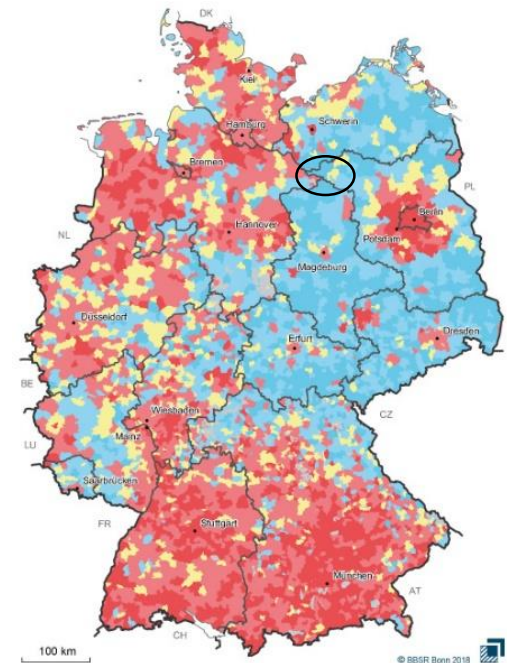 DK
Kiel
Schwerin
Hamburg
Bremen
PL
Berlin
Hannover
Potsdam
NL
Magdeburg
Düsseldorf
Dresden
Erfurt
BE
Wiesbaden
CZ
LU
Mainz
Saarbrücken
FR
Stuttgart
München
AT
CH
100 km
© BBSR Bonn 2018